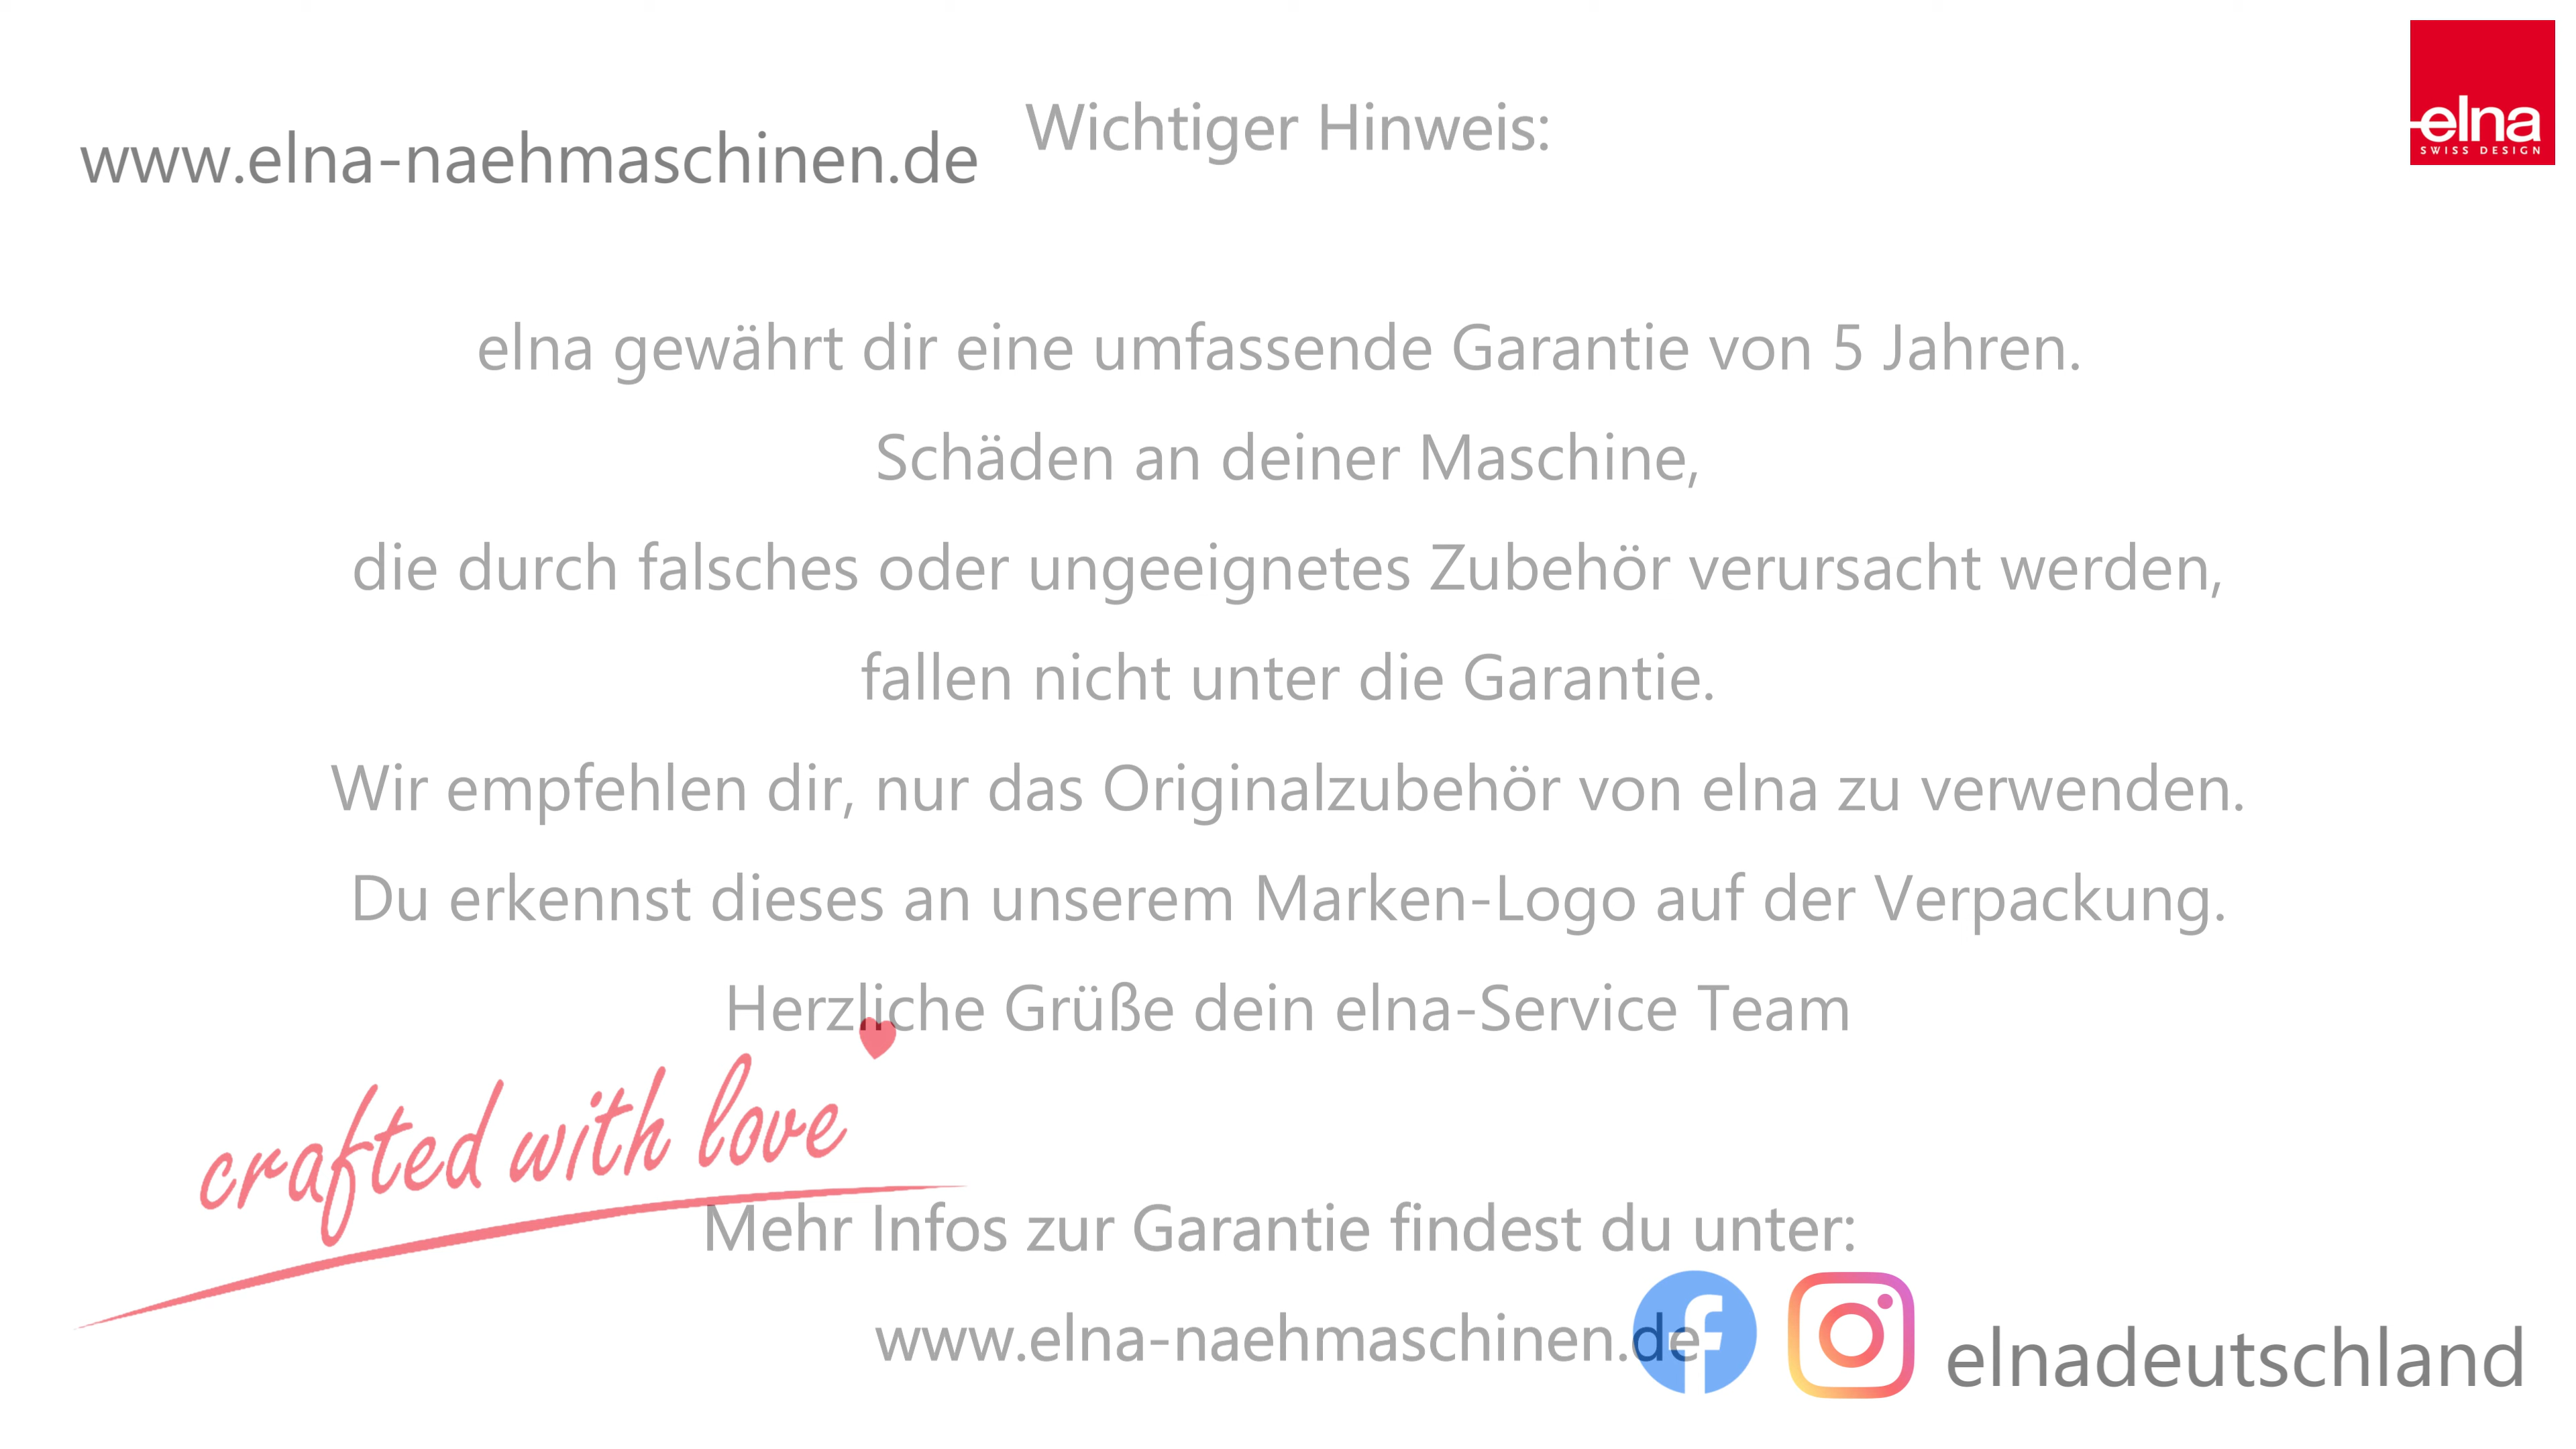 elna
SWISS DESIGN
Wichtiger Hinweis:
www.elna-naehmaschinen.de
elna gewährt dir eine umfassende Garantie von 5 Jahren.
Schäden an deiner Maschine,
die durch falsches oder ungeeignetes Zubehör verursacht werden,
fallen nicht unter die Garantie.
Wir empfehlen dir, nur das Originalzubehör von elna zu verwenden.
Du erkennst dieses an unserem Marken-Logo auf der Verpackung.
Herzliche Grüße dein elna-Service Team
crafted with love
Mehr Infos zur Garantie findest du unter:
www.elna-naehmaschinen.de
elnadeutschland